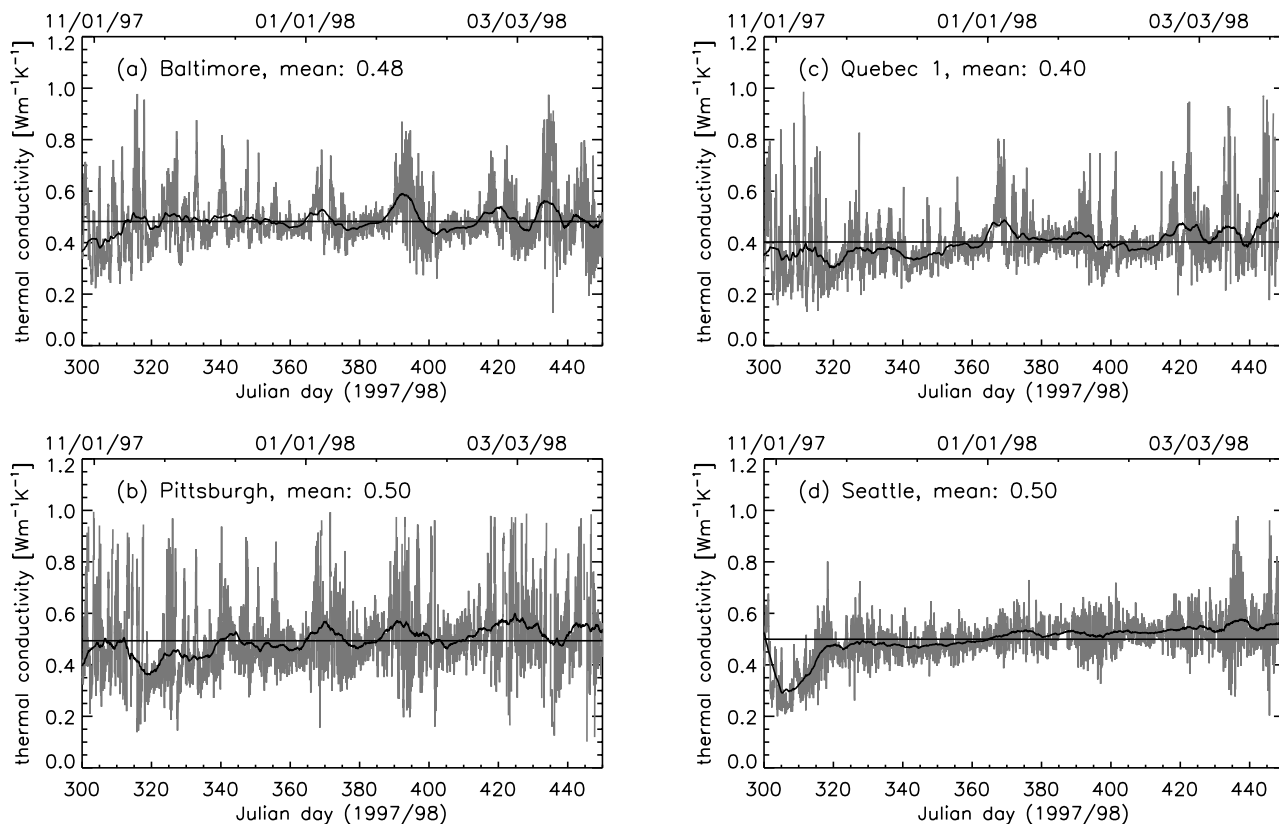 11/01/97 01/01/98 03/03/98
1.2
1.0
0.8
0.6
0.4
0.2
0.0
thermal conductivity [Wm⁻¹K⁻¹]
(a) Baltimore, mean: 0.48
300 320 340 360 380 400 420 440
Julian day (1997/98)
11/01/97 01/01/98 03/03/98
1.2
1.0
0.8
0.6
0.4
0.2
0.0
thermal conductivity [Wm⁻¹K⁻¹]
(c) Quebec 1, mean: 0.40
300 320 340 360 380 400 420 440
Julian day (1997/98)
11/01/97 01/01/98 03/03/98
1.2
1.0
0.8
0.6
0.4
0.2
0.0
thermal conductivity [Wm⁻¹K⁻¹]
(b) Pittsburgh, mean: 0.50
300 320 340 360 380 400 420 440
Julian day (1997/98)
11/01/97 01/01/98 03/03/98
1.2
1.0
0.8
0.6
0.4
0.2
0.0
thermal conductivity [Wm⁻¹K⁻¹]
(d) Seattle, mean: 0.50
300 320 340 360 380 400 420 440
Julian day (1997/98)